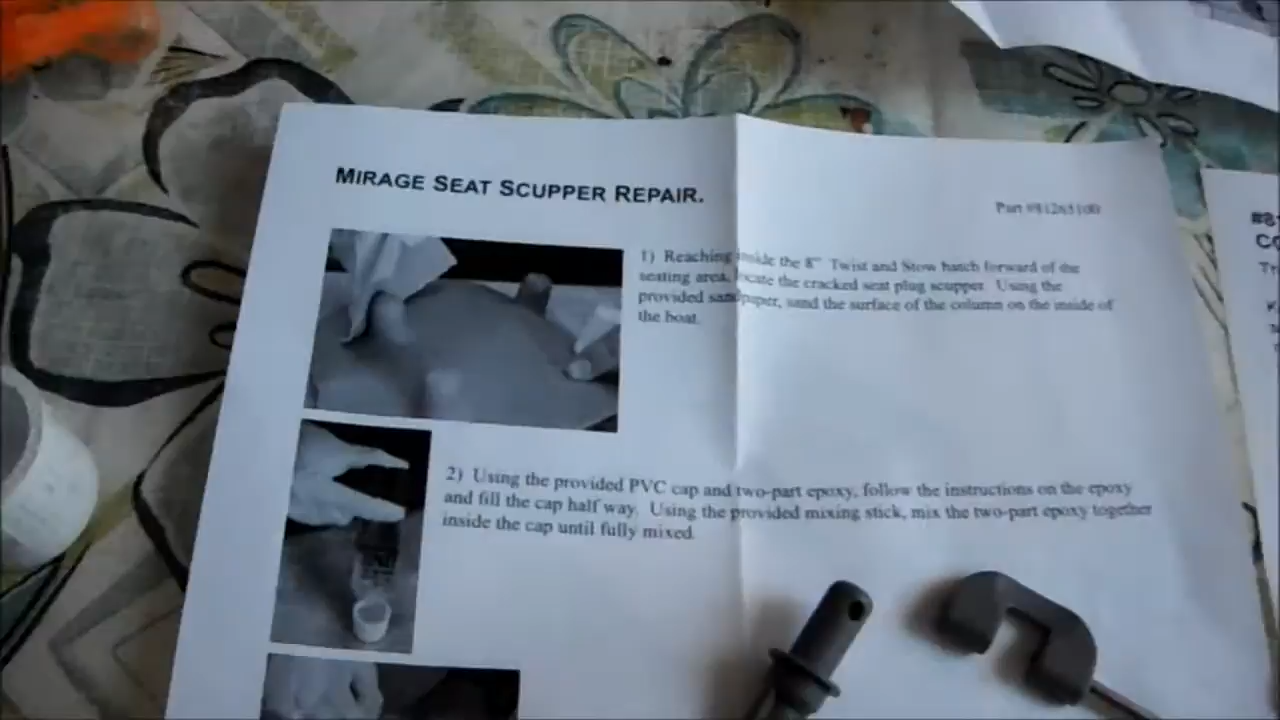 MIRAGE SEAT SCUPPER REPAIR.
Part #81265100
1) Reaching inside the 8" Twist and Stow hatch forward of the
seating area, locate the cracked seat plug scupper. Using the
provided sandpaper, sand the surface of the column on the inside of
the boat.
2) Using the provided PVC cap and two-part epoxy, follow the instructions on the epoxy
and fill the cap half way. Using the provided mixing stick, mix the two-part epoxy together
inside the cap until fully mixed.